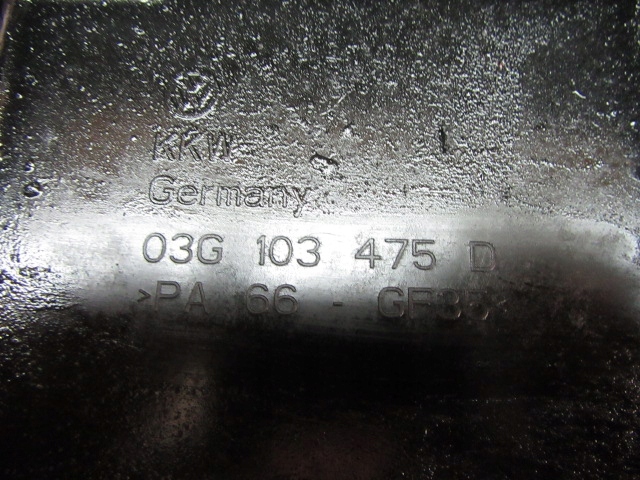 KKW
Germany
03G 103 475 D
>PA 66 - GF35<